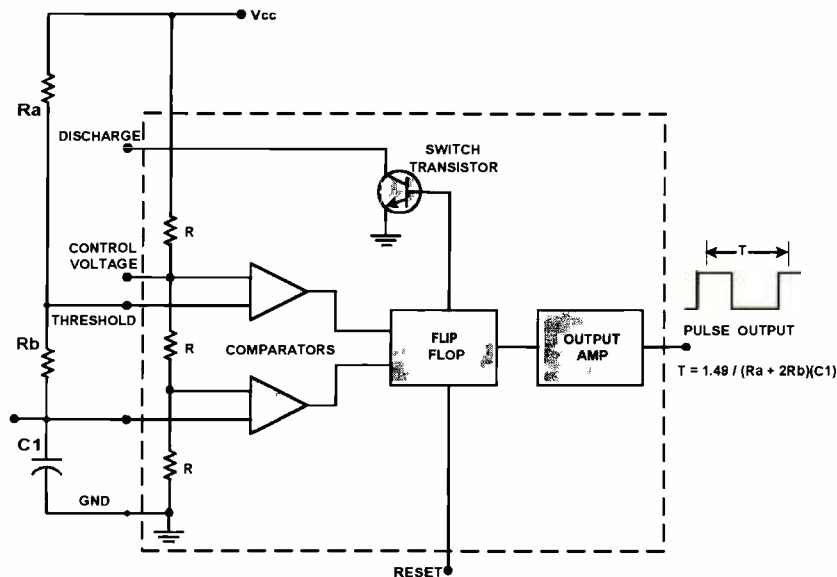 Vcc
Ra
DISCHARGE
SWITCH
TRANSISTOR
R
CONTROL
VOLTAGE
T
THRESHOLD
Rb
R
COMPARATORS
FLIP
FLOP
OUTPUT
AMP
PULSE OUTPUT
T = 1.49 / (Ra + 2Rb)(C1)
C1
R
GND
RESET